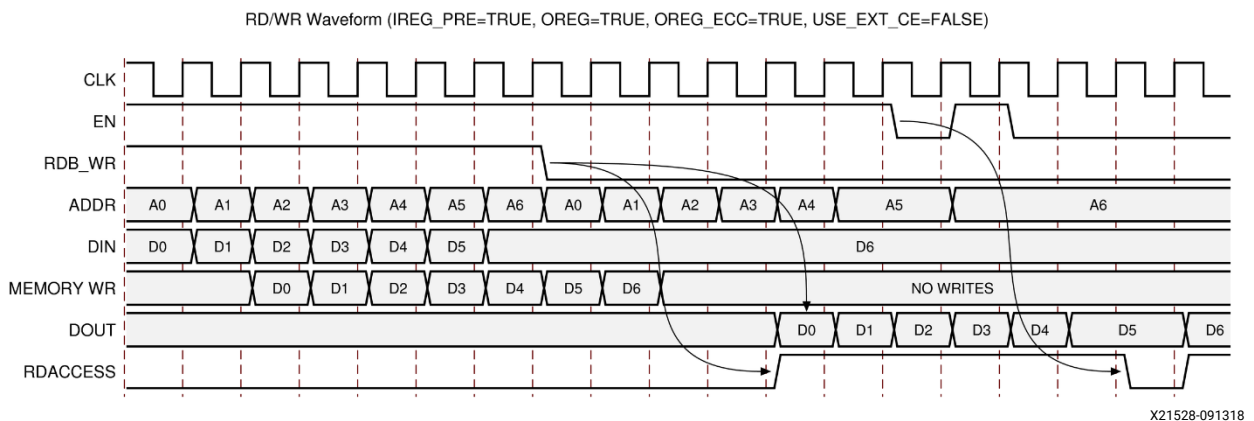 RD/WR Waveform (IREG_PRE=TRUE, OREG=TRUE, OREG_ECC=TRUE, USE_EXT_CE=FALSE)
CLK
EN
RDB_WR
ADDR A0 A1 A2 A3 A4 A5 A6 A0 A1 A2 A3 A4 A5 A6
DIN D0 D1 D2 D3 D4 D5 D6
MEMORY WR D0 D1 D2 D3 D4 D5 D6 NO WRITES
DOUT D0 D1 D2 D3 D4 D5 D6
RDACCESS
X21528-091318